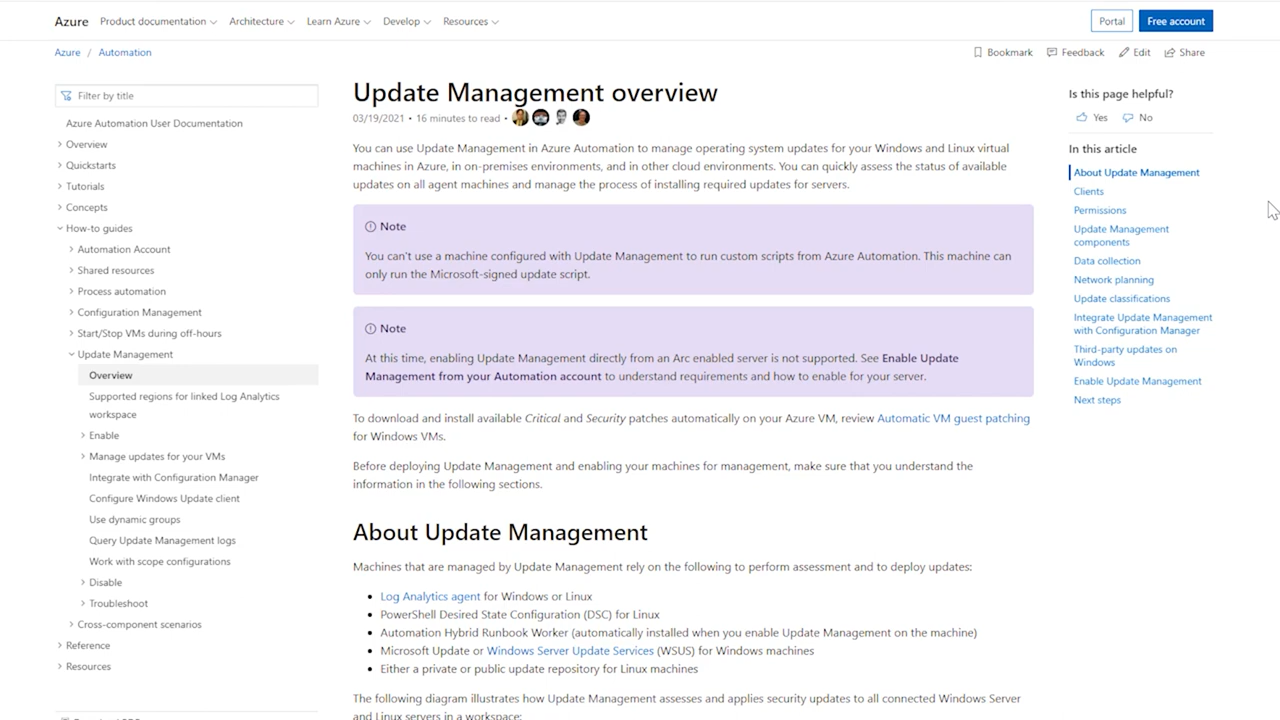 Azure Product documentation Architecture Learn Azure Develop Resources Portal Free account
Azure / Automation Bookmark Feedback Edit Share
Filter by title
Azure Automation User Documentation
Overview
Quickstarts
Tutorials
Concepts
How-to guides
Automation Account
Shared resources
Process automation
Configuration Management
Start/Stop VMs during off-hours
Update Management
Overview
Supported regions for linked Log Analytics
workspace
Enable
Manage updates for your VMs
Integrate with Configuration Manager
Configure Windows Update client
Use dynamic groups
Query Update Management logs
Work with scope configurations
Disable
Troubleshoot
Cross-component scenarios
Reference
Resources
Update Management overview
03/19/2021 • 16 minutes to read •
You can use Update Management in Azure Automation to manage operating system updates for your Windows and Linux virtual
machines in Azure, in on-premises environments, and in other cloud environments. You can quickly assess the status of available
updates on all agent machines and manage the process of installing required updates for servers.
Note
You can't use a machine configured with Update Management to run custom scripts from Azure Automation. This machine can
only run the Microsoft-signed update script.
Note
At this time, enabling Update Management directly from an Arc enabled server is not supported. See Enable Update
Management from your Automation account to understand requirements and how to enable for your server.
To download and install available Critical and Security patches automatically on your Azure VM, review Automatic VM guest patching
for Windows VMs.
Before deploying Update Management and enabling your machines for management, make sure that you understand the
information in the following sections.
About Update Management
Machines that are managed by Update Management rely on the following to perform assessment and to deploy updates:
• Log Analytics agent for Windows or Linux
• PowerShell Desired State Configuration (DSC) for Linux
• Automation Hybrid Runbook Worker (automatically installed when you enable Update Management on the machine)
• Microsoft Update or Windows Server Update Services (WSUS) for Windows machines
• Either a private or public update repository for Linux machines
The following diagram illustrates how Update Management assesses and applies security updates to all connected Windows Server
and Linux servers in a workspace:
Is this page helpful?
Yes No
In this article
About Update Management
Clients
Permissions
Update Management
components
Data collection
Network planning
Update classifications
Integrate Update Management
with Configuration Manager
Third-party updates on
Windows
Enable Update Management
Next steps